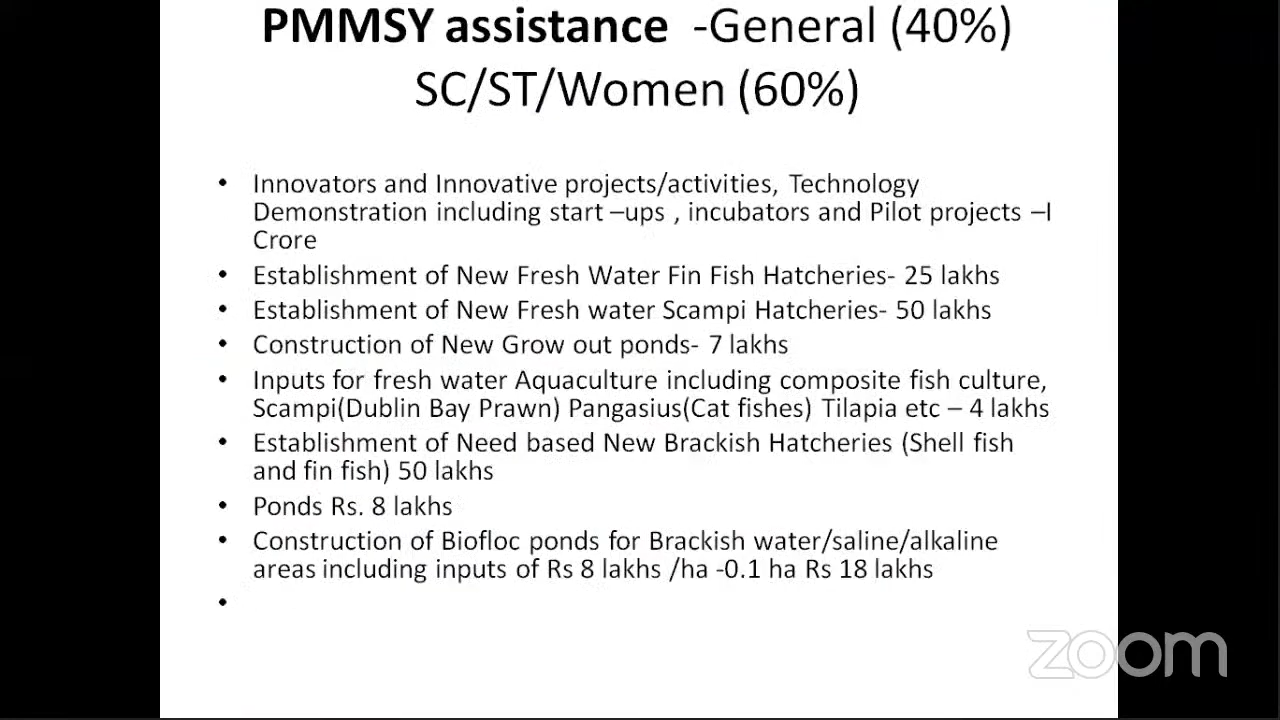 PMMSY assistance -General (40%)
SC/ST/Women (60%)
• Innovators and Innovative projects/activities, Technology
Demonstration including start –ups , incubators and Pilot projects –I
Crore
• Establishment of New Fresh Water Fin Fish Hatcheries- 25 lakhs
• Establishment of New Fresh water Scampi Hatcheries- 50 lakhs
• Construction of New Grow out ponds- 7 lakhs
• Inputs for fresh water Aquaculture including composite fish culture,
Scampi(Dublin Bay Prawn) Pangasius(Cat fishes) Tilapia etc – 4 lakhs
• Establishment of Need based New Brackish Hatcheries (Shell fish
and fin fish) 50 lakhs
• Ponds Rs. 8 lakhs
• Construction of Biofloc ponds for Brackish water/saline/alkaline
areas including inputs of Rs 8 lakhs /ha -0.1 ha Rs 18 lakhs
•
zoom